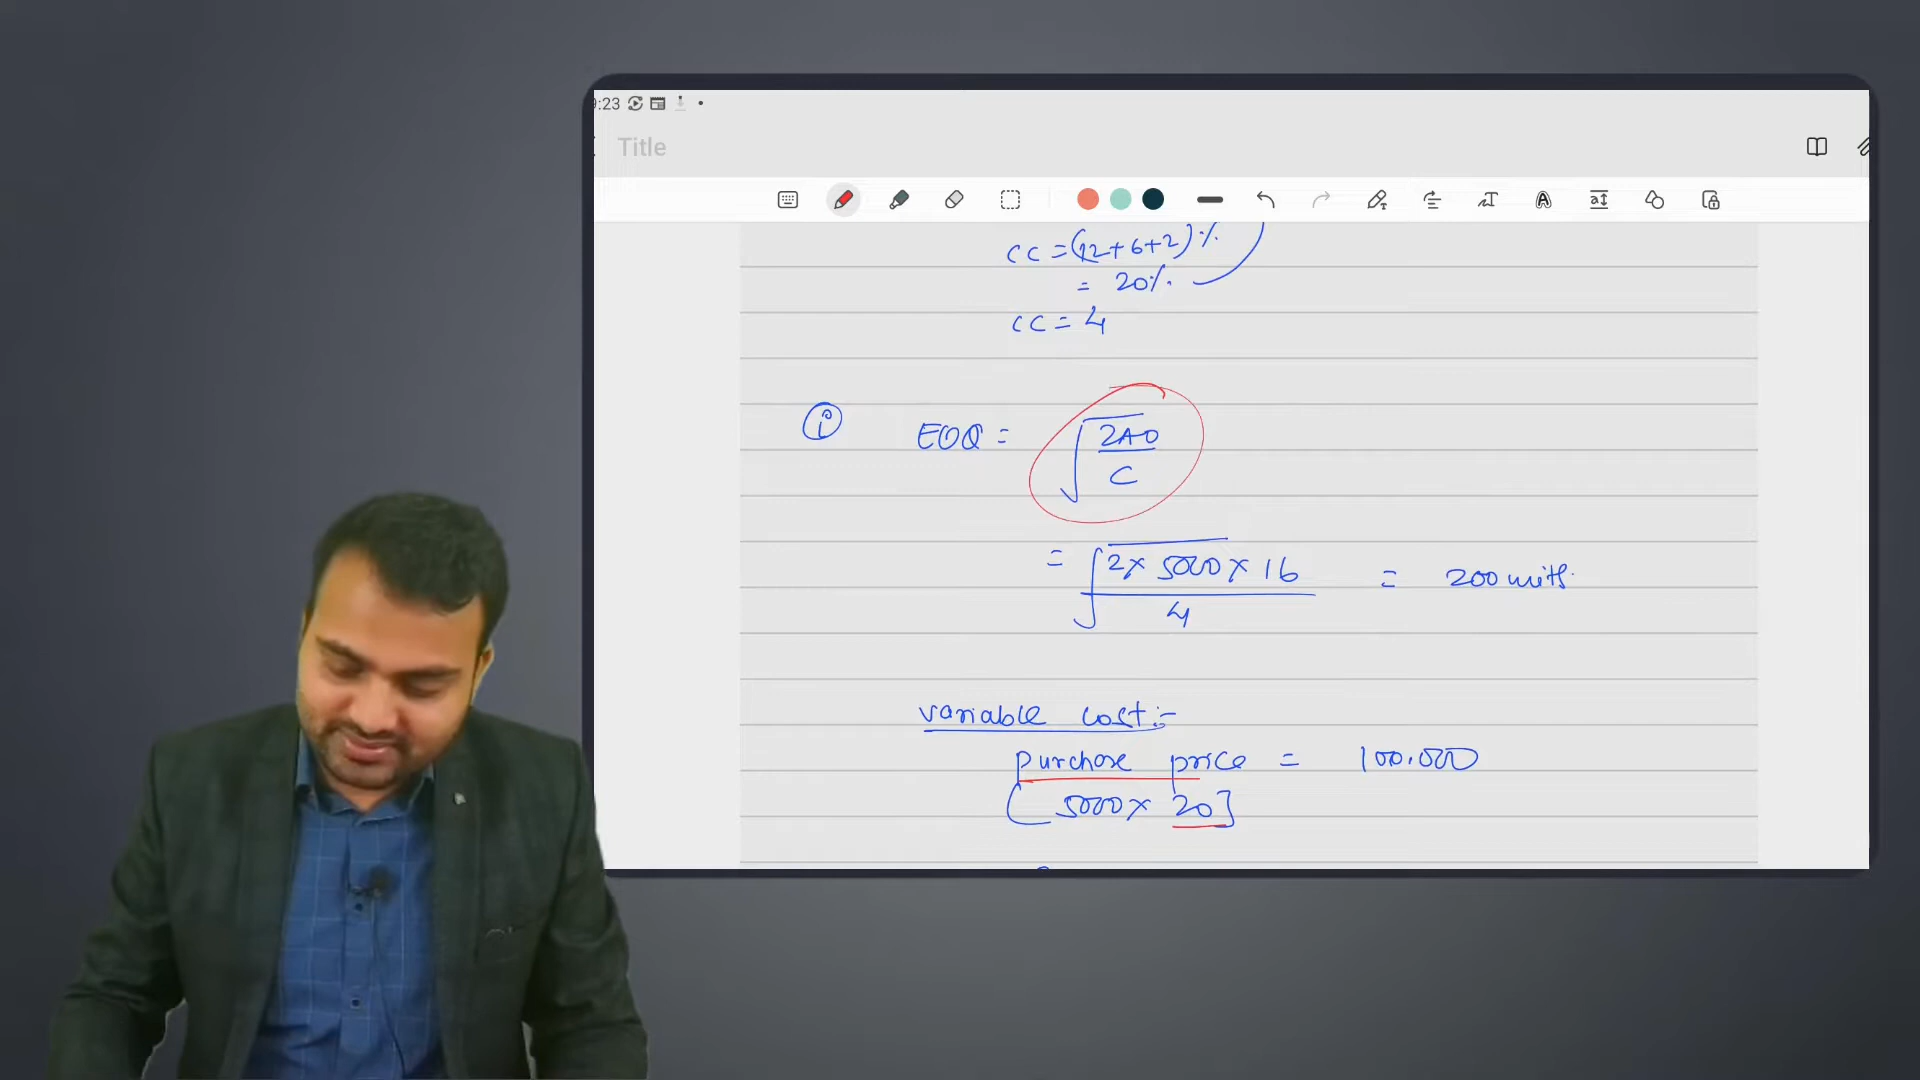 9:23
Title
CC = (12+6+2) %
= 20%.
CC = 4
i EOQ = √2AO
C
= √2 × 5000 × 16 = 200 units.
4
variable cost :-
purchase price = 100,000
[ 5000 × 20 ]